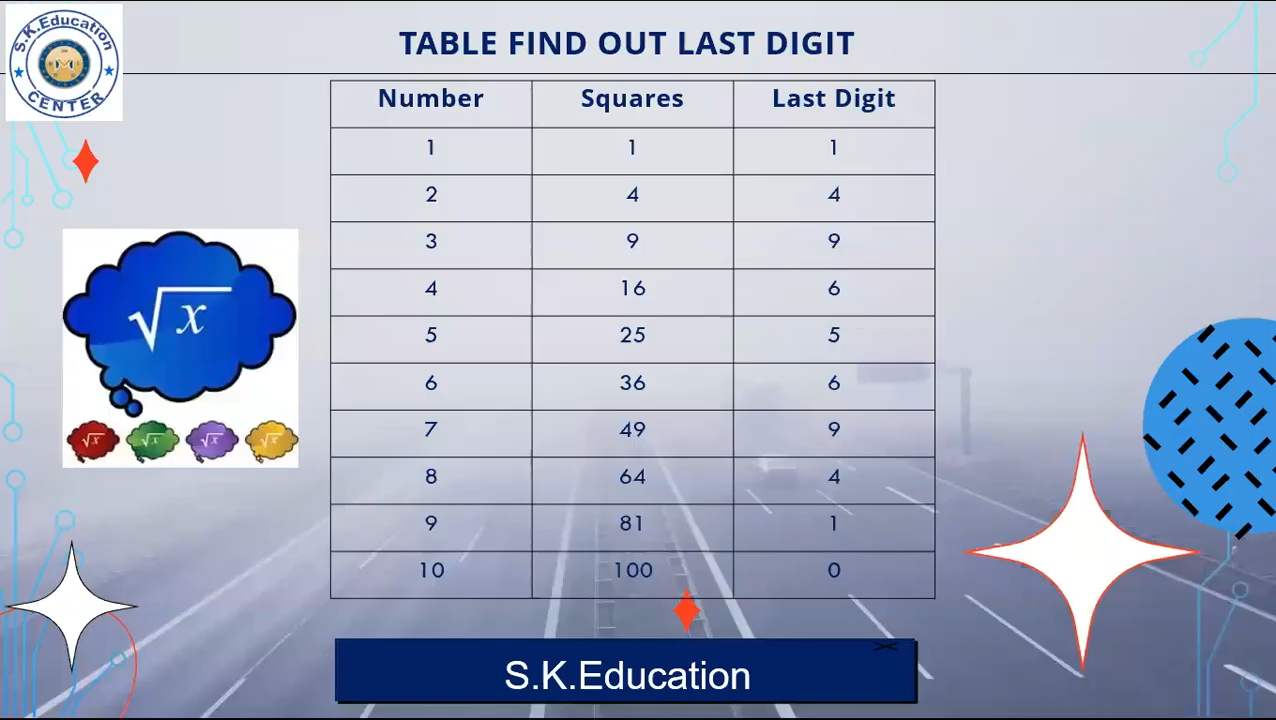 S.K.Education
CENTER
TABLE FIND OUT LAST DIGIT
Number Squares Last Digit
1 1 1
2 4 4
3 9 9
4 16 6
5 25 5
6 36 6
7 49 9
8 64 4
9 81 1
10 100 0
√x
√x √x √x √x
S.K.Education